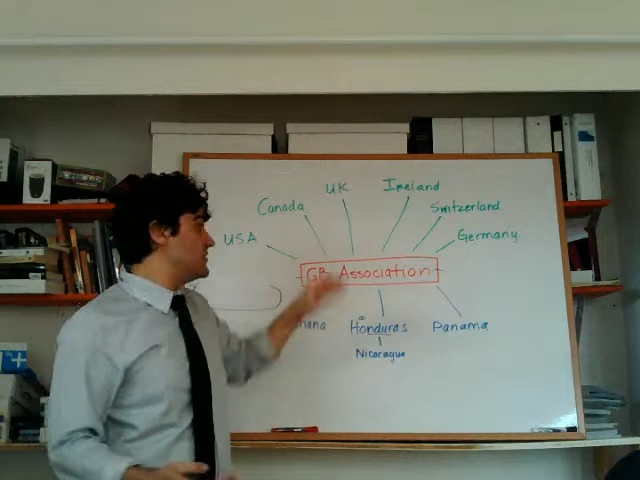 UK
Ireland
Canada
Switzerland
USA
Germany
GB Association
Honduras
Panama
Nicaragua